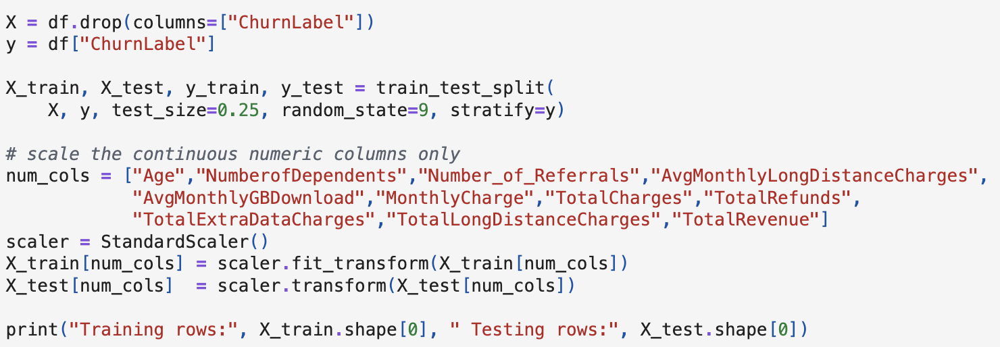 X = df.drop(columns=["ChurnLabel"])
y = df["ChurnLabel"]

X_train, X_test, y_train, y_test = train_test_split(
    X, y, test_size=0.25, random_state=9, stratify=y)

# scale the continuous numeric columns only
num_cols = ["Age","NumberofDependents","Number_of_Referrals","AvgMonthlyLongDistanceCharges",
            "AvgMonthlyGBDownload","MonthlyCharge","TotalCharges","TotalRefunds",
            "TotalExtraDataCharges","TotalLongDistanceCharges","TotalRevenue"]
scaler = StandardScaler()
X_train[num_cols] = scaler.fit_transform(X_train[num_cols])
X_test[num_cols]  = scaler.transform(X_test[num_cols])

print("Training rows:", X_train.shape[0], " Testing rows:", X_test.shape[0])